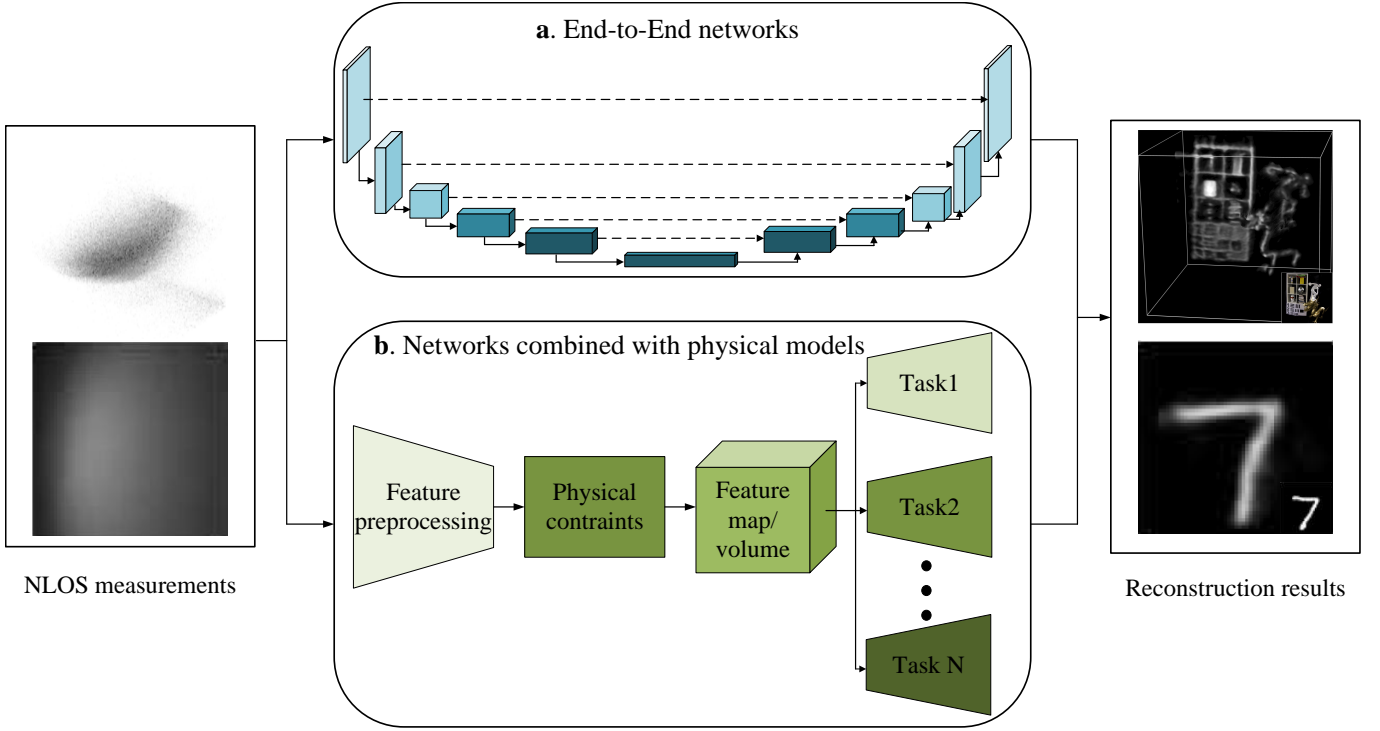 a. End-to-End networks
NLOS measurements
b. Networks combined with physical models
Feature
preprocessing
Physical
contraints
Feature
map/
volume
Task1
Task2
Task N
Reconstruction results
7
7